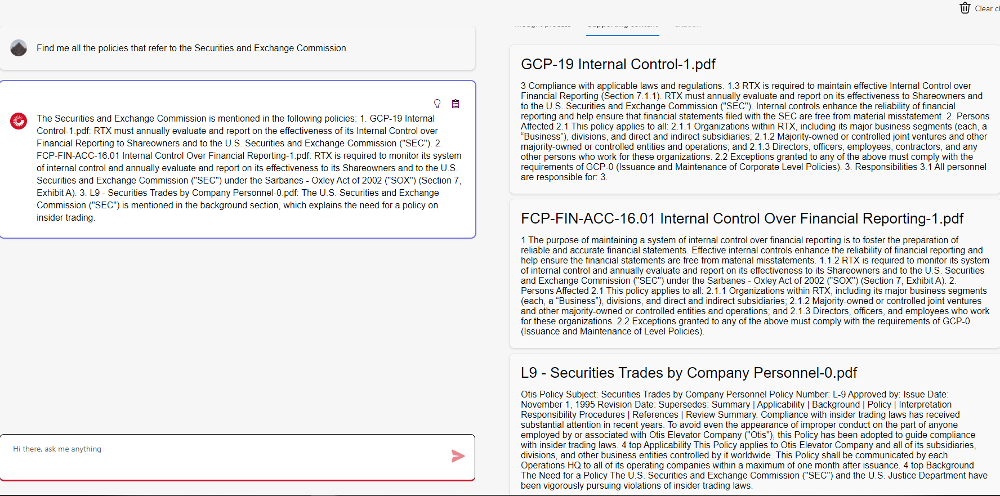 Clear
Supporting content
Find me all the policies that refer to the Securities and Exchange Commission
The Securities and Exchange Commission is mentioned in the following policies: 1. GCP-19 Internal
Control-1.pdf: RTX must annually evaluate and report on the effectiveness of its Internal Control over
Financial Reporting to Shareowners and to the U.S. Securities and Exchange Commission ("SEC"). 2.
FCP-FIN-ACC-16.01 Internal Control Over Financial Reporting-1.pdf: RTX is required to monitor its system
of internal control and annually evaluate and report on its effectiveness to its Shareowners and to the U.S.
Securities and Exchange Commission ("SEC") under the Sarbanes - Oxley Act of 2002 ("SOX") (Section 7,
Exhibit A). 3. L9 - Securities Trades by Company Personnel-0.pdf: The U.S. Securities and Exchange
Commission ("SEC") is mentioned in the background section, which explains the need for a policy on
insider trading.
Hi there, ask me anything
GCP-19 Internal Control-1.pdf
3 Compliance with applicable laws and regulations. 1.3 RTX is required to maintain effective Internal Control over
Financial Reporting (Section 7.1.1). RTX must annually evaluate and report on its effectiveness to Shareowners and
to the U.S. Securities and Exchange Commission ("SEC"). Internal controls enhance the reliability of financial
reporting and help ensure that financial statements filed with the SEC are free from material misstatement. 2. Persons
Affected 2.1 This policy applies to all: 2.1.1 Organizations within RTX, including its major business segments (each, a
“Business”), divisions, and direct and indirect subsidiaries; 2.1.2 Majority-owned or controlled joint ventures and other
majority-owned or controlled entities and operations; and 2.1.3 Directors, officers, employees, contractors, and any
other persons who work for these organizations. 2.2 Exceptions granted to any of the above must comply with the
requirements of GCP-0 (Issuance and Maintenance of Corporate Level Policies). 3. Responsibilities 3.1 All personnel
are responsible for: 3.
FCP-FIN-ACC-16.01 Internal Control Over Financial Reporting-1.pdf
1 The purpose of maintaining a system of internal control over financial reporting is to foster the preparation of
reliable and accurate financial statements. Effective internal controls enhance the reliability of financial reporting and
help ensure the financial statements are free from material misstatements. 1.1.2 RTX is required to monitor its system
of internal control and annually evaluate and report on its effectiveness to its Shareowners and to the U.S. Securities
and Exchange Commission ("SEC") under the Sarbanes - Oxley Act of 2002 ("SOX") (Section 7, Exhibit A). 2.
Persons Affected 2.1 This policy applies to all: 2.1.1 Organizations within RTX, including its major business segments
(each, a “Business”), divisions, and direct and indirect subsidiaries; 2.1.2 Majority-owned or controlled joint ventures
and other majority-owned or controlled entities and operations; and 2.1.3 Directors, officers, and employees who work
for these organizations. 2.2 Exceptions granted to any of the above must comply with the requirements of GCP-0
(Issuance and Maintenance of Level Policies).
L9 - Securities Trades by Company Personnel-0.pdf
Otis Policy Subject: Securities Trades by Company Personnel Policy Number: L-9 Approved by: Issue Date:
November 1, 1995 Revision Date: Supersedes: Summary | Applicability | Background | Policy | Interpretation
Responsibility Procedures | References | Review Summary. Compliance with insider trading laws has received
substantial attention in recent years. To avoid even the appearance of improper conduct on the part of anyone
employed by or associated with Otis Elevator Company ("Otis"), this Policy has been adopted to guide compliance
with insider trading laws. 4 top Applicability This Policy applies to Otis Elevator Company and all of its subsidiaries,
divisions, and other business entities controlled by it worldwide. This Policy shall be communicated by each
Operations HQ to all of its operating companies within a maximum of one month after issuance. 4 top Background
The Need for a Policy The U.S. Securities and Exchange Commission ("SEC") and the U.S. Justice Department have
been vigorously pursuing violations of insider trading laws.